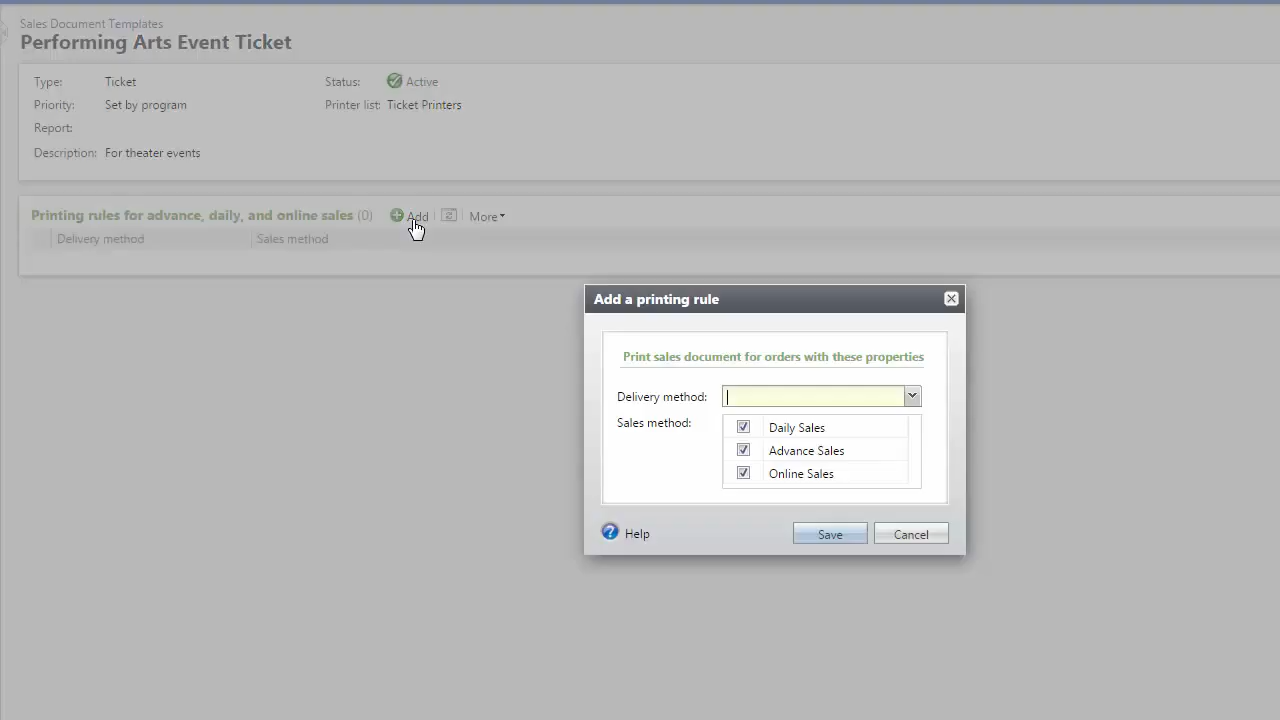 Sales Document Templates
Performing Arts Event Ticket
Type: Ticket Status: Active
Priority: Set by program Printer list: Ticket Printers
Report:
Description: For theater events
Printing rules for advance, daily, and online sales (0) Add More
Delivery method Sales method
Add a printing rule
Print sales document for orders with these properties
Delivery method:
Sales method: Daily Sales
Advance Sales
Online Sales
? Help Save Cancel